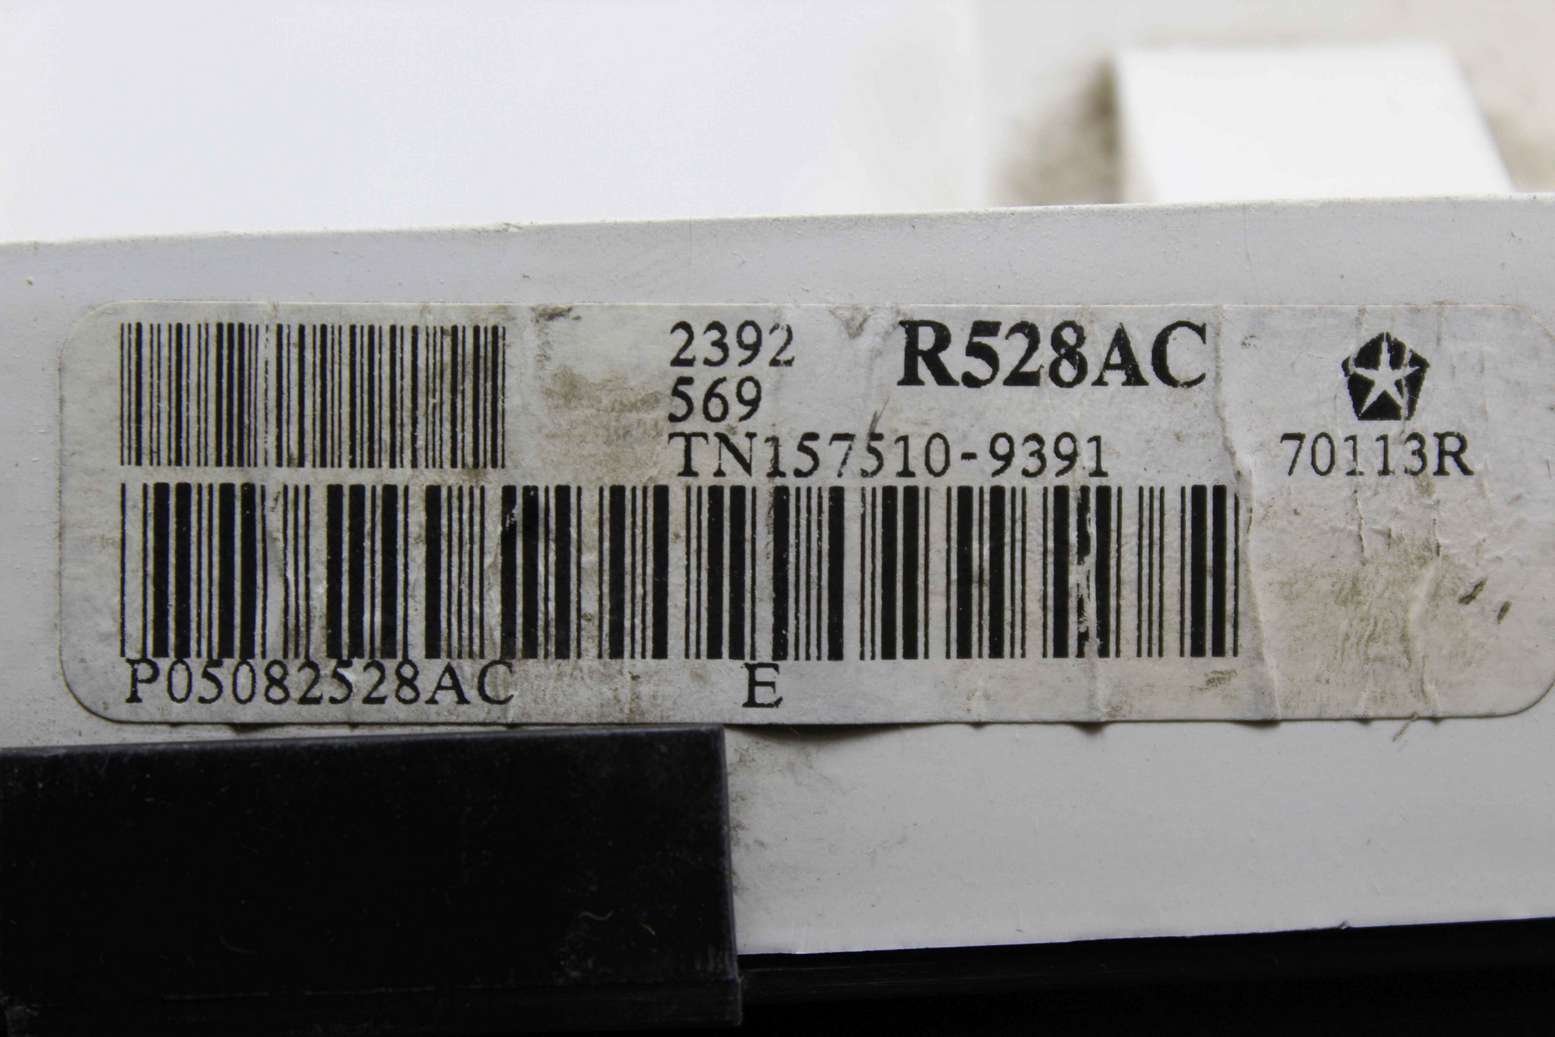 2392 R528AC
569
TN157510-9391 70113R
P05082528AC E